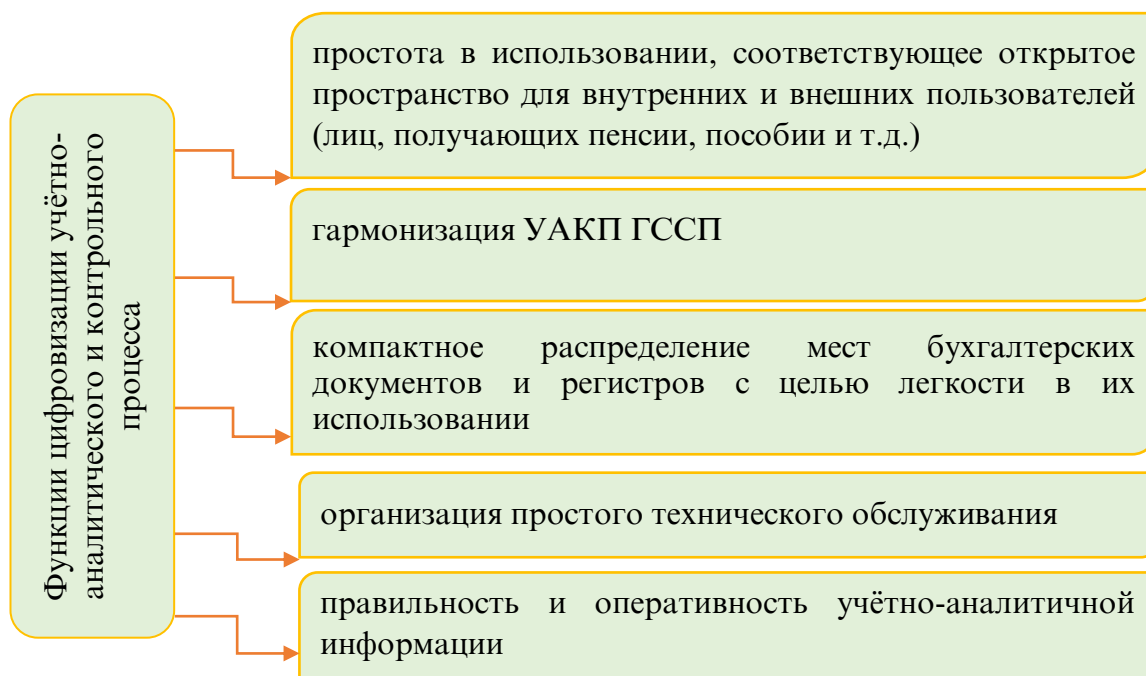 Функции цифровизации учётно-
аналитического и контрольного
процесса
простота в использовании, соответствующее открытое
пространство для внутренних и внешних пользователей
(лиц, получающих пенсии, пособии и т.д.)
гармонизация УАКП ГССП
компактное распределение мест бухгалтерских
документов и регистров с целью легкости в их
использовании
организация простого технического обслуживания
правильность и оперативность учётно-аналитичной
информации